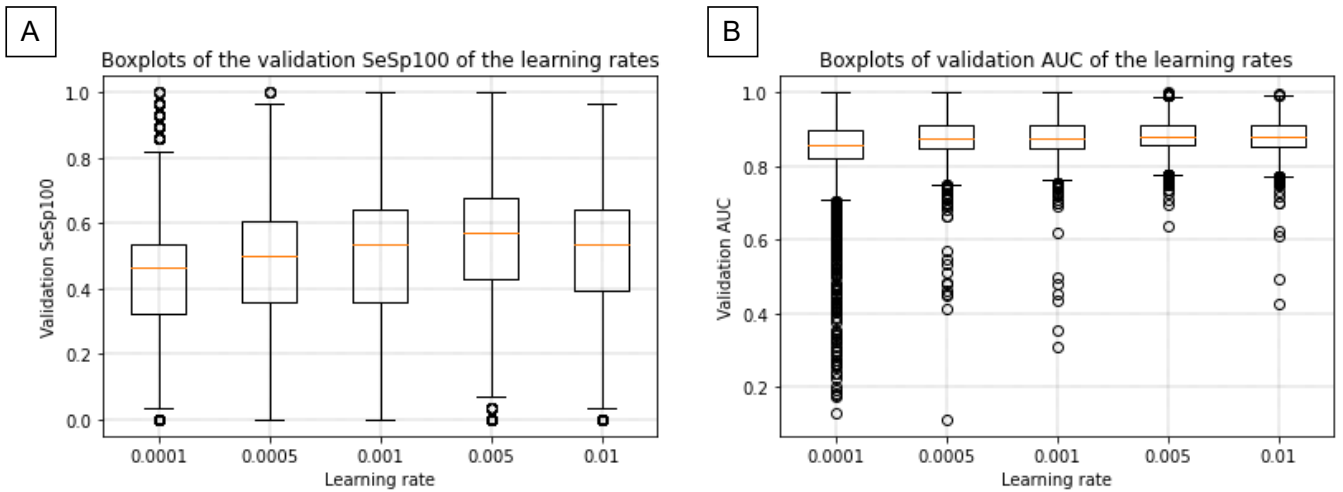 A
Boxplots of the validation SeSp100 of the learning rates
Validation SeSp100
1.0
0.8
0.6
0.4
0.2
0.0
0.0001 0.0005 0.001 0.005 0.01
Learning rate
B
Boxplots of validation AUC of the learning rates
Validation AUC
1.0
0.8
0.6
0.4
0.2
0.0001 0.0005 0.001 0.005 0.01
Learning rate